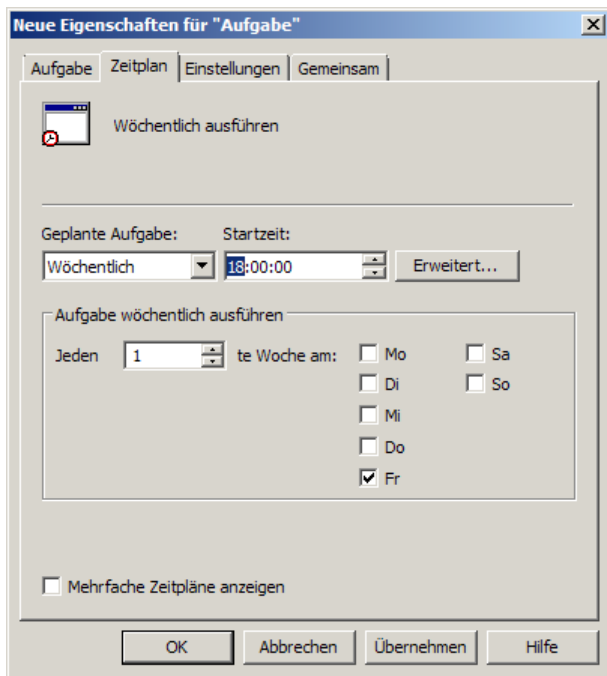 Neue Eigenschaften für "Aufgabe"
Aufgabe Zeitplan Einstellungen Gemeinsam
Wöchentlich ausführen
Geplante Aufgabe: Startzeit:
Wöchentlich 18:00:00 Erweitert...
Aufgabe wöchentlich ausführen
Jeden 1 te Woche am: Mo Sa
Di So
Mi
Do
Fr
Mehrfache Zeitpläne anzeigen
OK Abbrechen Übernehmen Hilfe